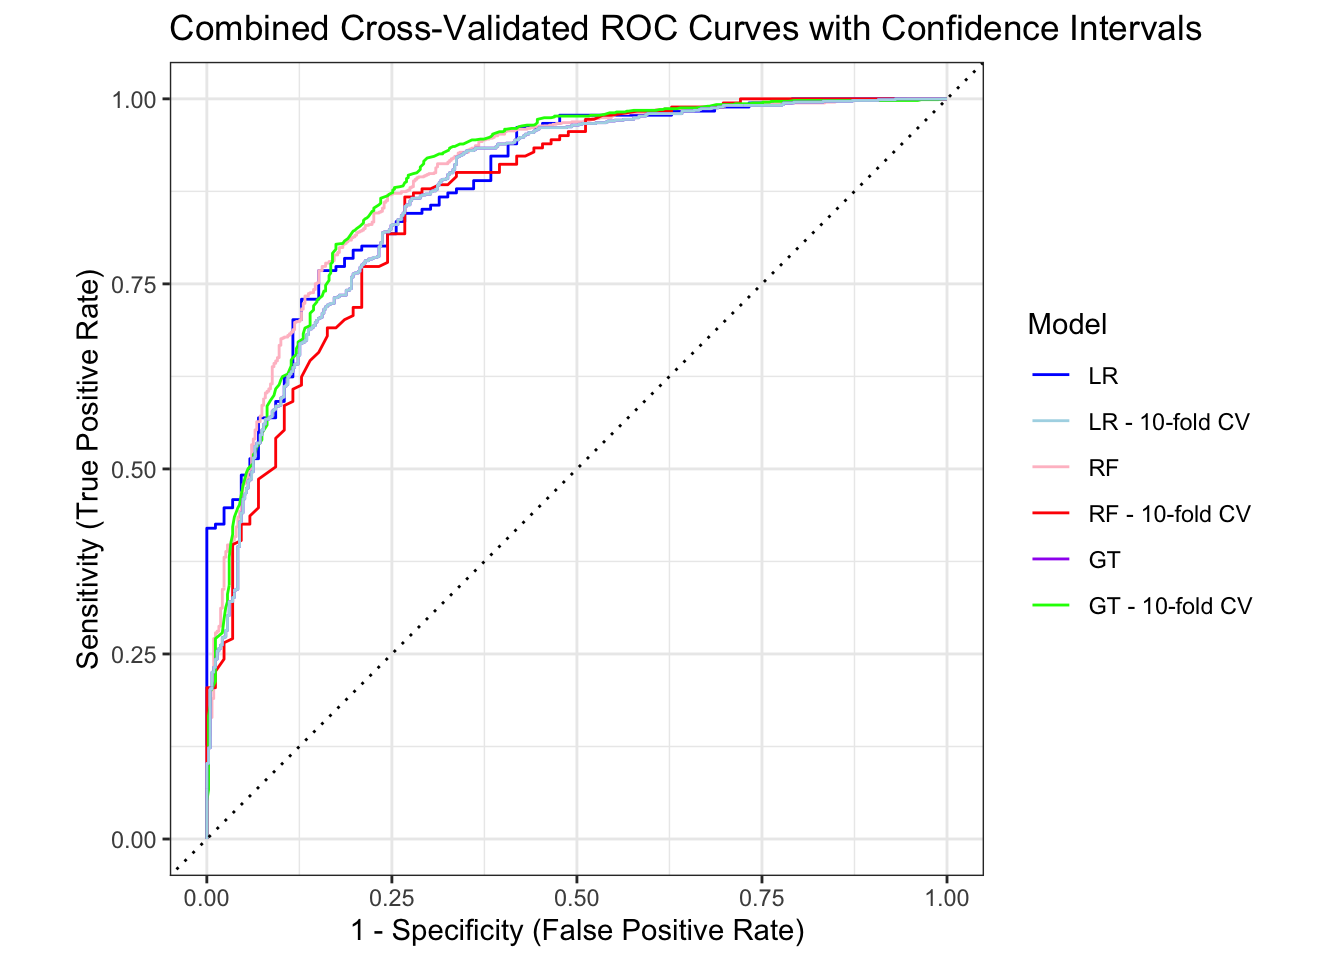 Combined Cross-Validated ROC Curves with Confidence Intervals
Sensitivity (True Positive Rate)
1.00
0.75
0.50
0.25
0.00
0.00 0.25 0.50 0.75 1.00
1 - Specificity (False Positive Rate)
Model
LR
LR - 10-fold CV
RF
RF - 10-fold CV
GT
GT - 10-fold CV